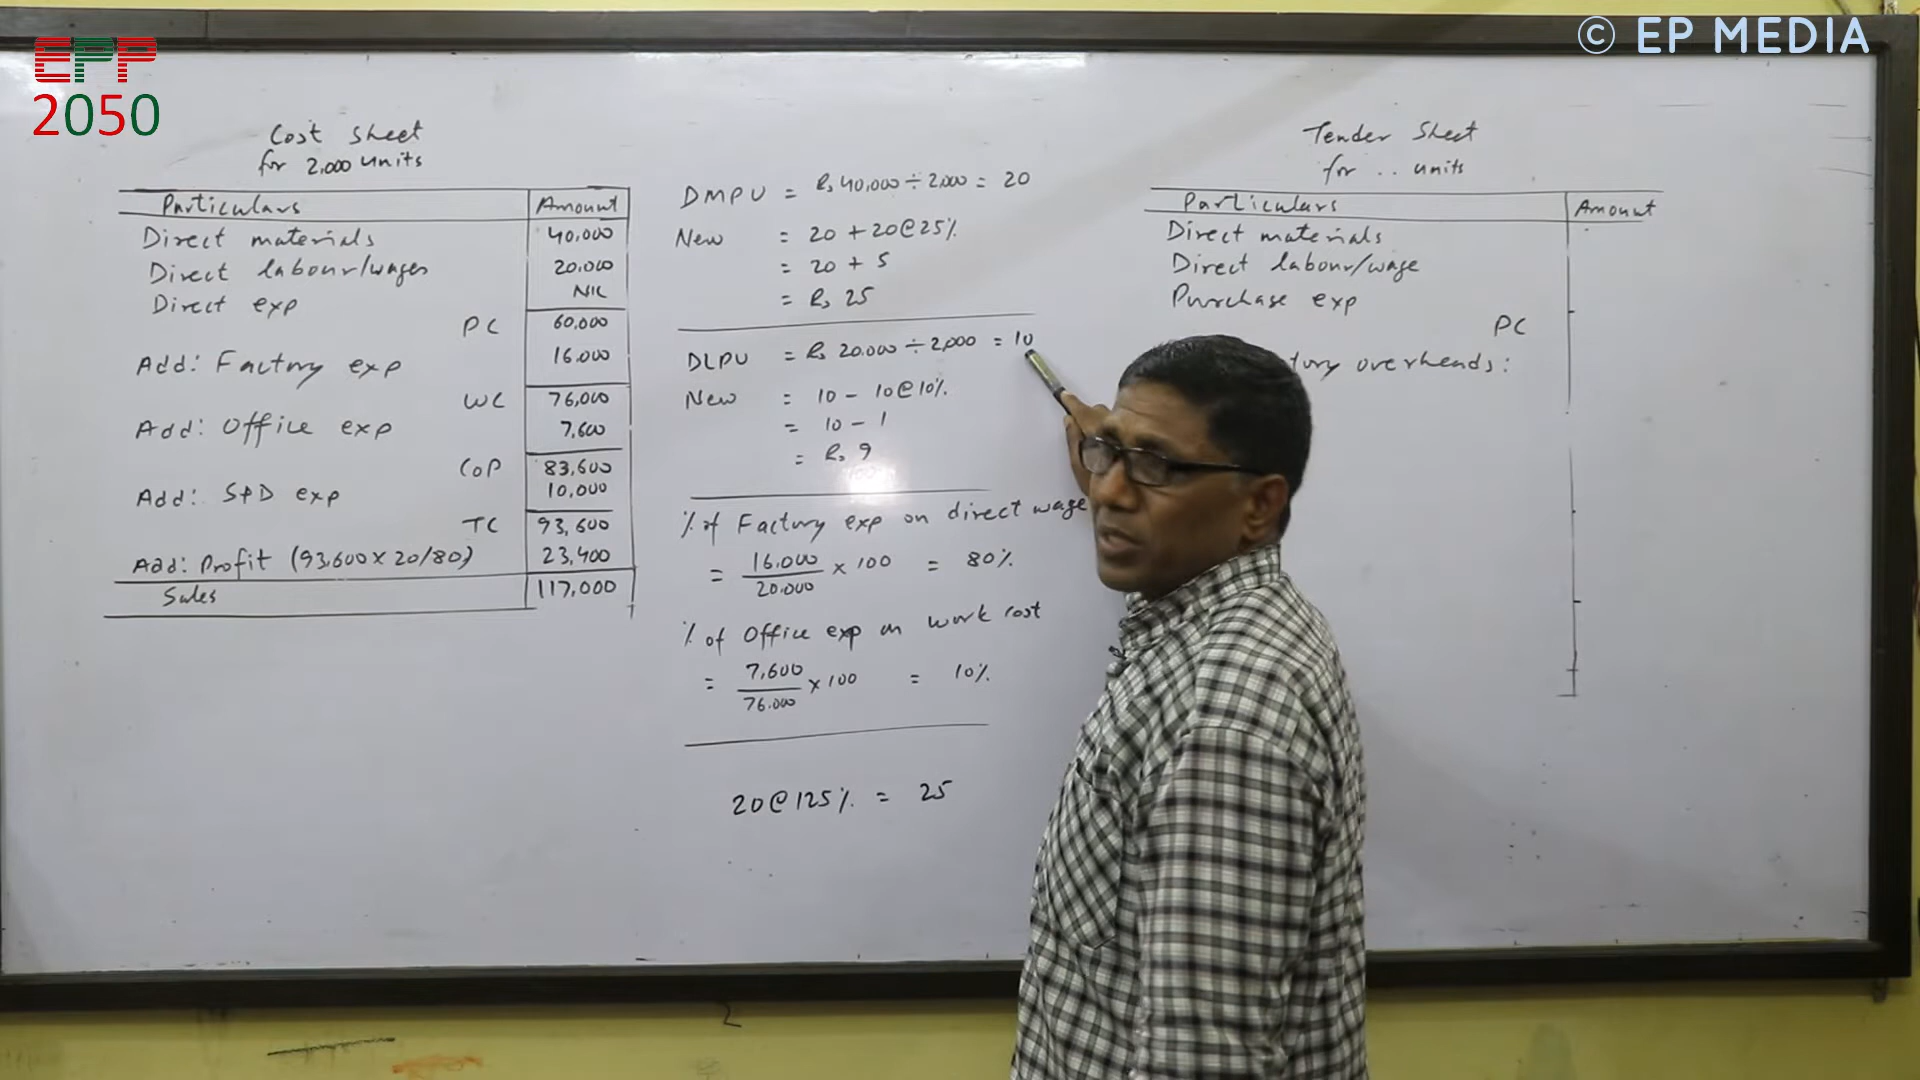 EPP
2050
© EP MEDIA
Cost Sheet
for 2,000 units
Particulars Amount
Direct materials 40,000
Direct labour/wages 20,000
Direct exp NIL
PC 60,000
Add: Factory exp 16,000
WC 76,000
Add: Office exp 7,600
COP 83,600
Add: S&D exp 10,000
TC 93,600
Add: Profit (93,600 x 20/80) 23,400
Sales 117,000
DMPU = Rs 40,000 ÷ 2,000 = 20
New = 20 + 20@25%
= 20 + 5
= Rs 25
DLPU = Rs 20,000 ÷ 2,000 = 10
New = 10 - 10@10%
= 10 - 1
= Rs 9
% of Factory exp on direct wage
= 16,000/20,000 x 100 = 80%
% of Office exp on work cost
= 7,600/76,000 x 100 = 10%
20@125% = 25
Tender Sheet
for .. units
Particulars Amount
Direct materials
Direct labour/wage
Purchase exp
PC
overheads: